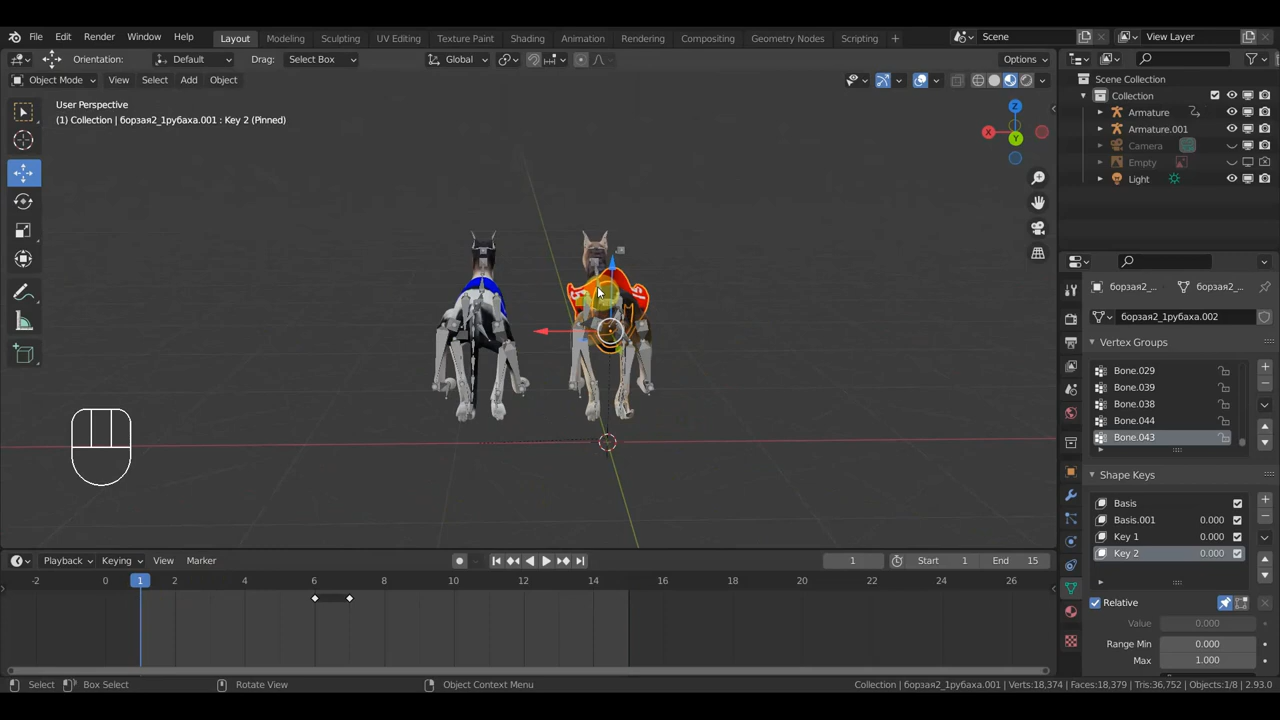 File Edit Render Window Help Layout Modeling Sculpting UV Editing Texture Paint Shading Animation Rendering Compositing Geometry Nodes Scripting + Scene View Layer
Orientation: Default Drag: Select Box Global Options
Object Mode View Select Add Object
User Perspective
(1) Collection | борзая2_1рубаха.001 : Key 2 (Pinned)
Z
X
Y
Scene Collection
Collection
Armature
Armature.001
Camera
Empty
Light
борзая2_... борзая2_...
борзая2_1рубаха.002
Vertex Groups
Bone.029
Bone.039
Bone.038
Bone.044
Bone.043
Shape Keys
Basis
Basis.001 0.000
Key 1 0.000
Key 2 0.000
Relative
Value 0.000
Range Min 0.000
Max 1.000
Playback Keying View Marker 1 Start 1 End 15
-2 0 1 2 4 6 8 10 12 14 16 18 20 22 24 26
Select Box Select Rotate View Object Context Menu Collection | борзая2_1рубаха.001 | Verts:18,374 | Faces:18,379 | Tris:36,752 | Objects:1/8 | 2.93.0